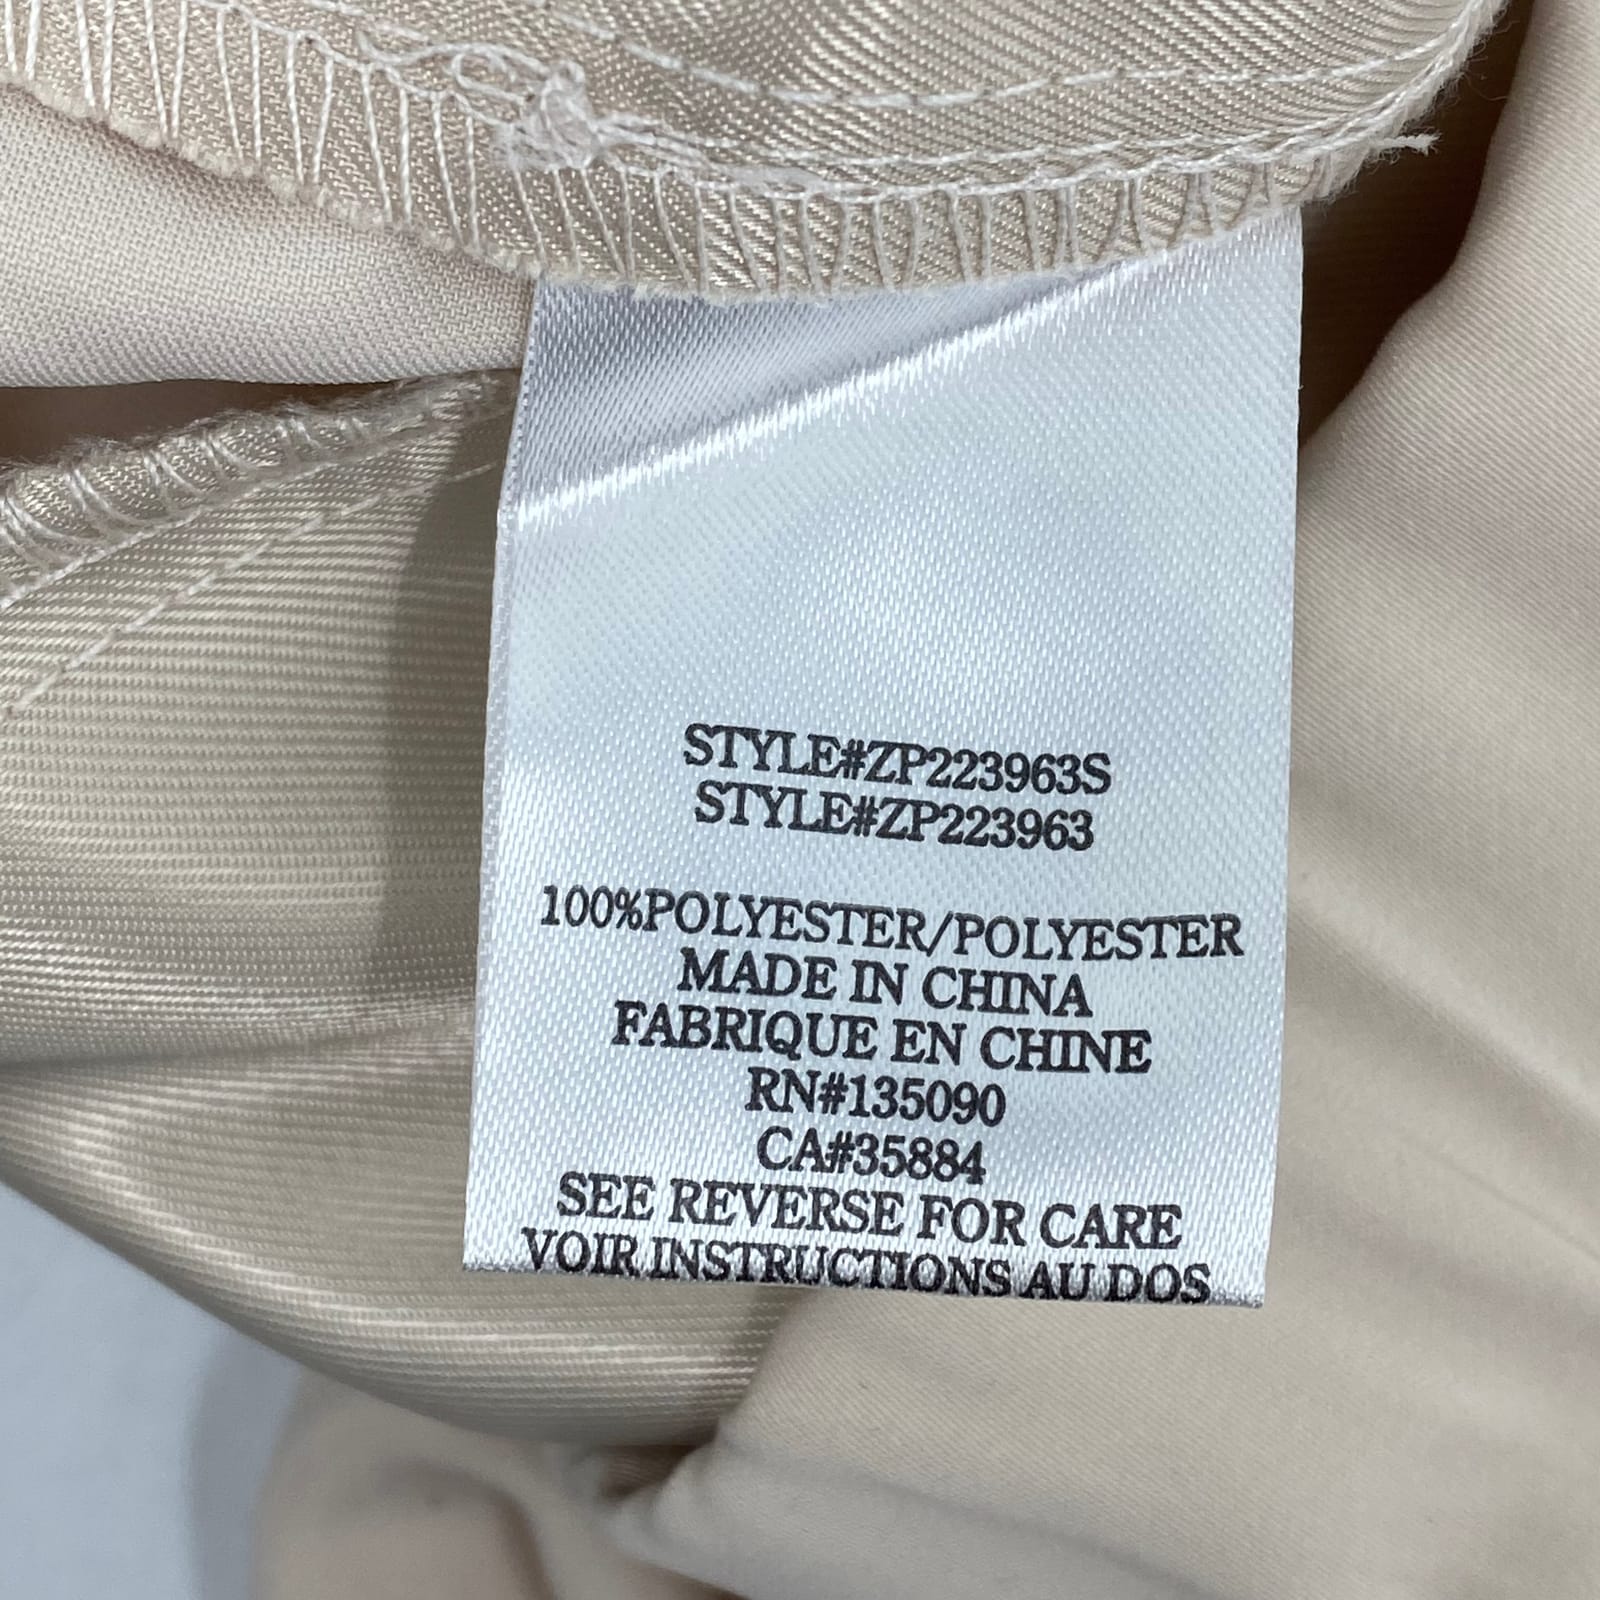 STYLE#ZP223963S
STYLE#ZP223963
100%POLYESTER/POLYESTER
MADE IN CHINA
FABRIQUE EN CHINE
RN#135090
CA#35884
SEE REVERSE FOR CARE
VOIR INSTRUCTIONS AU DOS